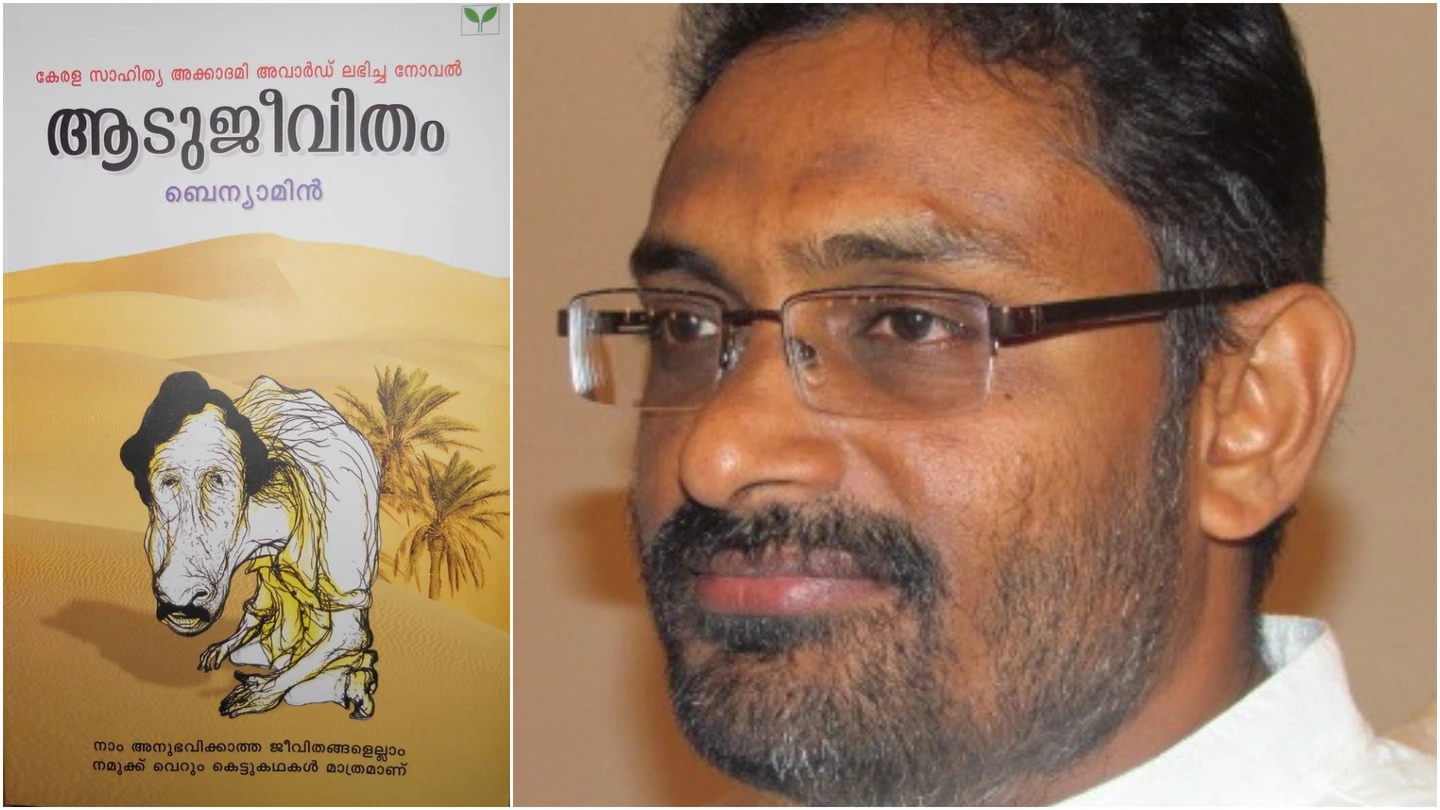 കേരള സാഹിത്യ അക്കാദമി അവാർഡ് ലഭിച്ച നോവൽ
ആടുജീവിതം
ബെന്യാമിൻ
നാം അനുഭവിക്കാത്ത ജീവിതങ്ങളെല്ലാം
നമുക്ക് വെറും കെട്ടുകഥകൾ മാത്രമാണ്